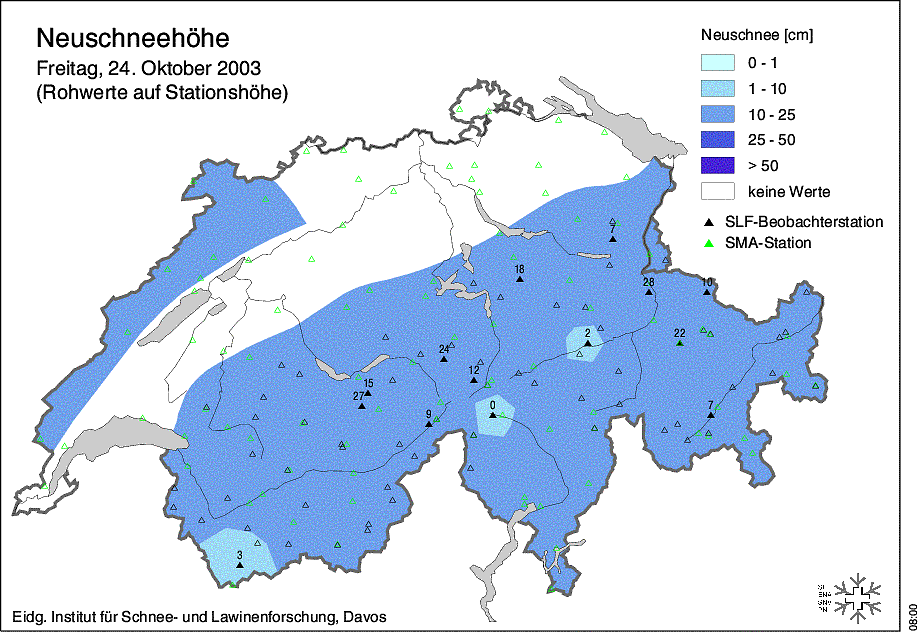 Neuschneehöhe
Freitag, 24. Oktober 2003
(Rohwerte auf Stationshöhe)
Neuschnee [cm]
0 - 1
1 - 10
10 - 25
25 - 50
> 50
keine Werte
SLF-Beobachterstation
SMA-Station
7
18
28
10
2
22
24
12
15
27
0
9
7
3
Eidg. Institut für Schnee- und Lawinenforschung, Davos
08:00